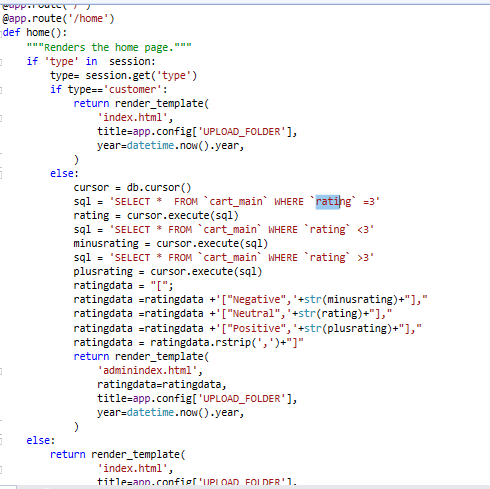 @app.route('/')
@app.route('/home')
def home():
    """Renders the home page."""
    if 'type' in  session:
        type= session.get('type')
        if type=='customer':
            return render_template(
                'index.html',
                title=app.config['UPLOAD_FOLDER'],
                year=datetime.now().year,
            )
        else:
            cursor = db.cursor()
            sql = 'SELECT *  FROM `cart_main` WHERE `rating` =3'
            rating = cursor.execute(sql)
            sql = 'SELECT * FROM `cart_main` WHERE `rating` <3'
            minusrating = cursor.execute(sql)
            sql = 'SELECT * FROM `cart_main` WHERE `rating` >3'
            plusrating = cursor.execute(sql)
            ratingdata = "[";
            ratingdata =ratingdata +'["Negative",'+str(minusrating)+"],"
            ratingdata =ratingdata +'["Neutral",'+str(rating)+"],"
            ratingdata =ratingdata +'["Positive",'+str(plusrating)+"],"
            ratingdata = ratingdata.rstrip(',')+"]"
            return render_template(
                'adminindex.html',
                ratingdata=ratingdata,
                title=app.config['UPLOAD_FOLDER'],
                year=datetime.now().year,
            )
    else:
        return render_template(
                'index.html',
                title=app.config['UPLOAD_FOLDER'],